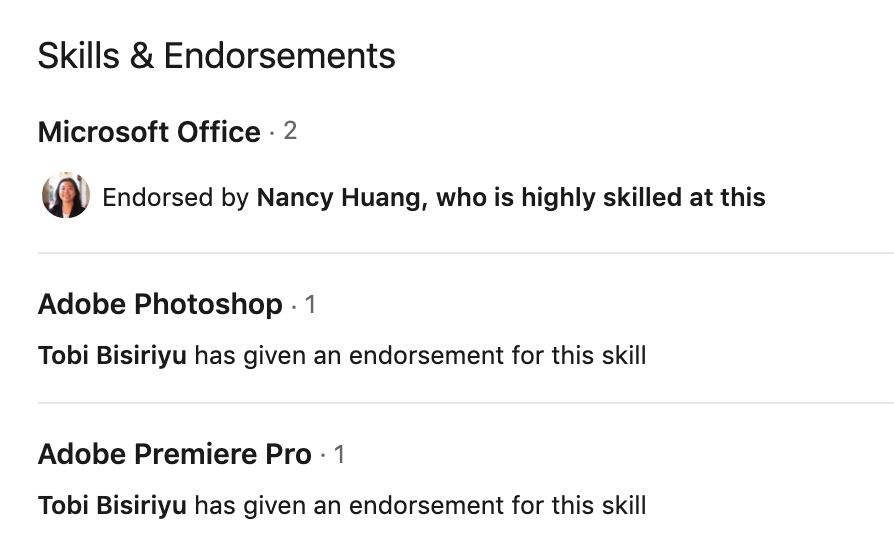 Skills & Endorsements
Microsoft Office · 2
Endorsed by Nancy Huang, who is highly skilled at this
Adobe Photoshop · 1
Tobi Bisiriyu has given an endorsement for this skill
Adobe Premiere Pro · 1
Tobi Bisiriyu has given an endorsement for this skill